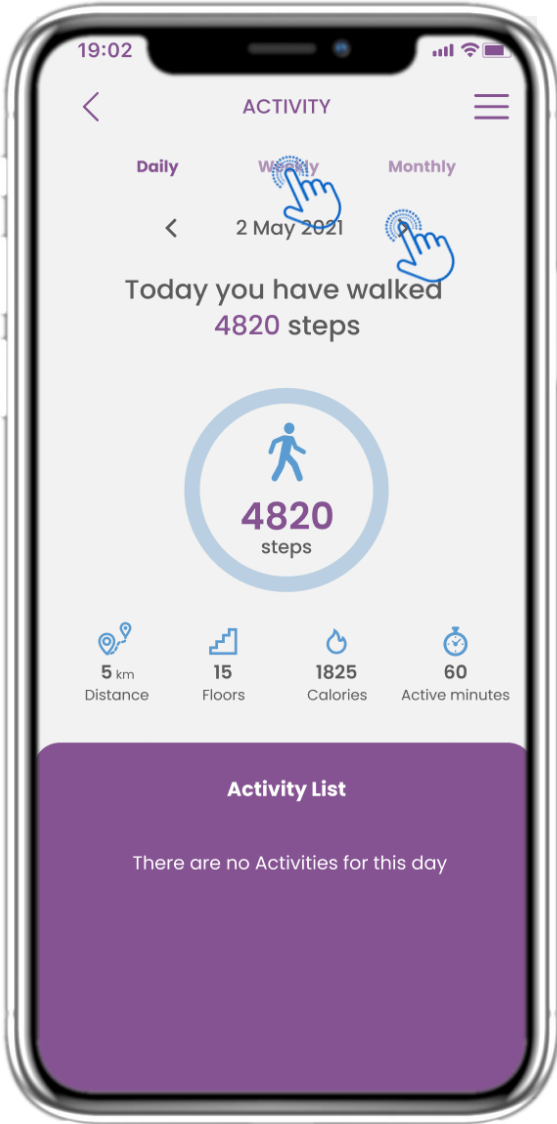 19:02
ACTIVITY
Daily Weekly Monthly
2 May 2021
Today you have walked
4820 steps
4820
steps
5 km 15 1825 60
Distance Floors Calories Active minutes
Activity List
There are no Activities for this day